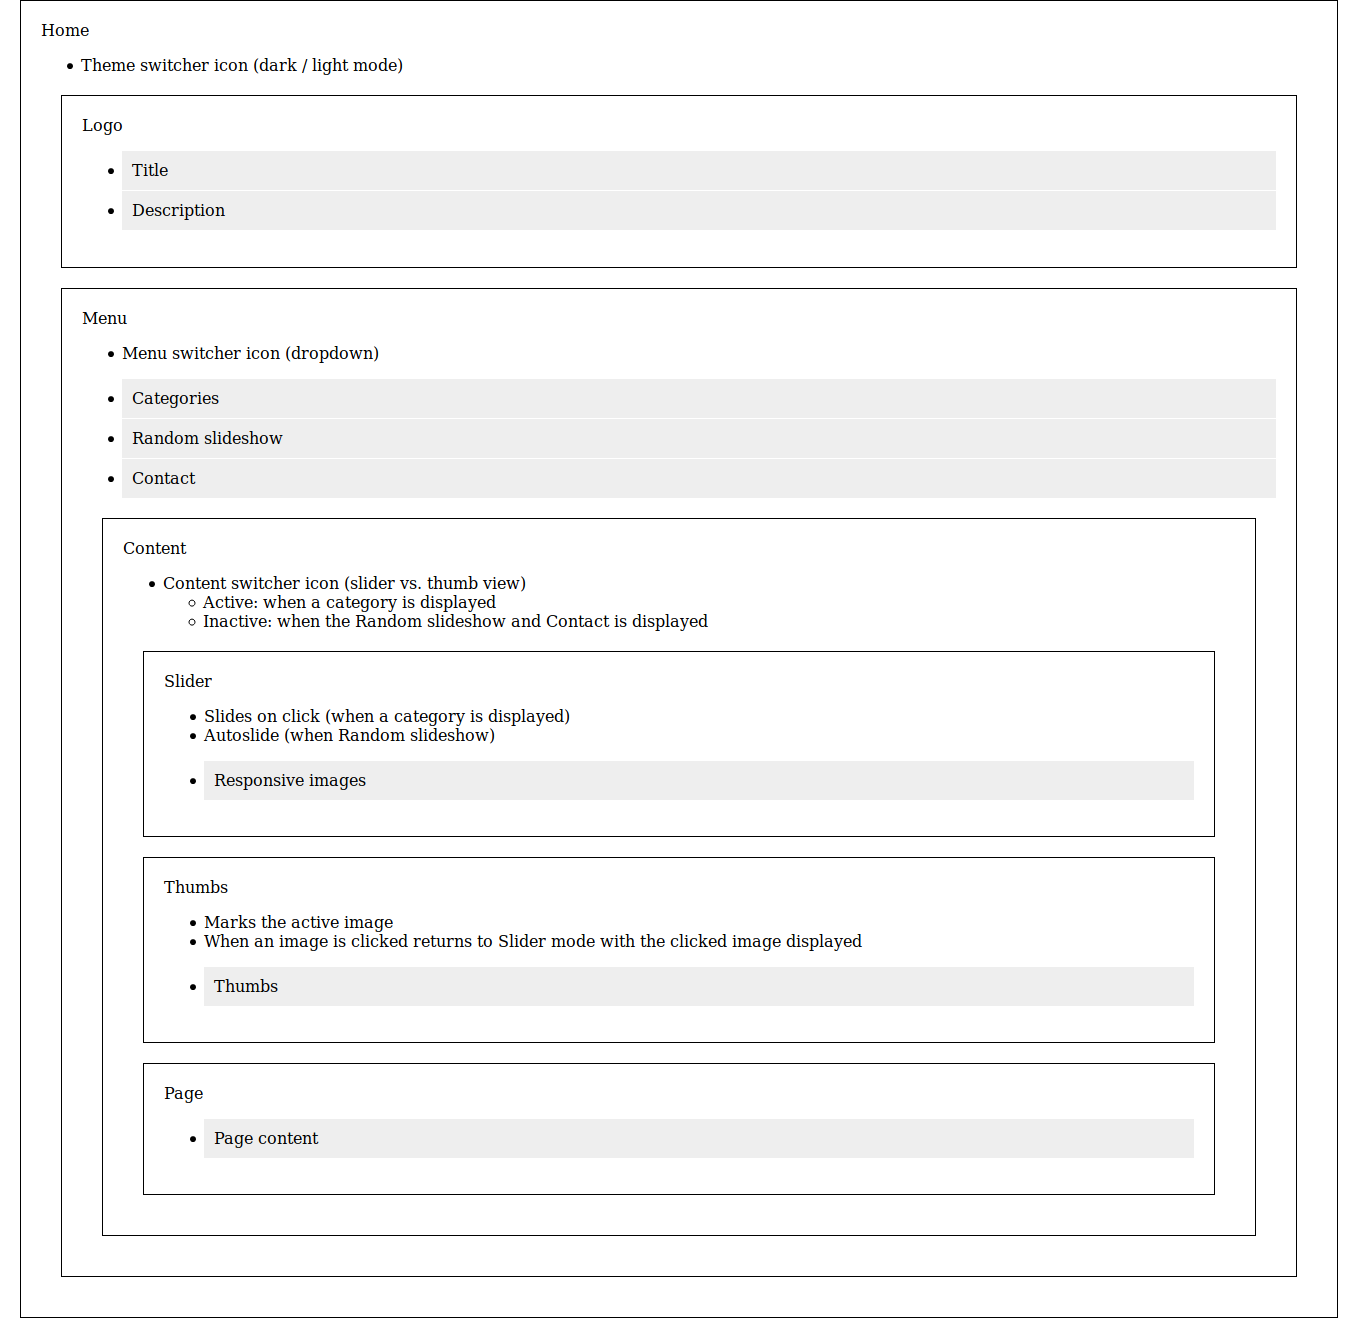 Home
Theme switcher icon (dark / light mode)
Logo
Title
Description
Menu
Menu switcher icon (dropdown)
Categories
Random slideshow
Contact
Content
Content switcher icon (slider vs. thumb view)
Active: when a category is displayed
Inactive: when the Random slideshow and Contact is displayed
Slider
Slides on click (when a category is displayed)
Autoslide (when Random slideshow)
Responsive images
Thumbs
Marks the active image
When an image is clicked returns to Slider mode with the clicked image displayed
Thumbs
Page
Page content